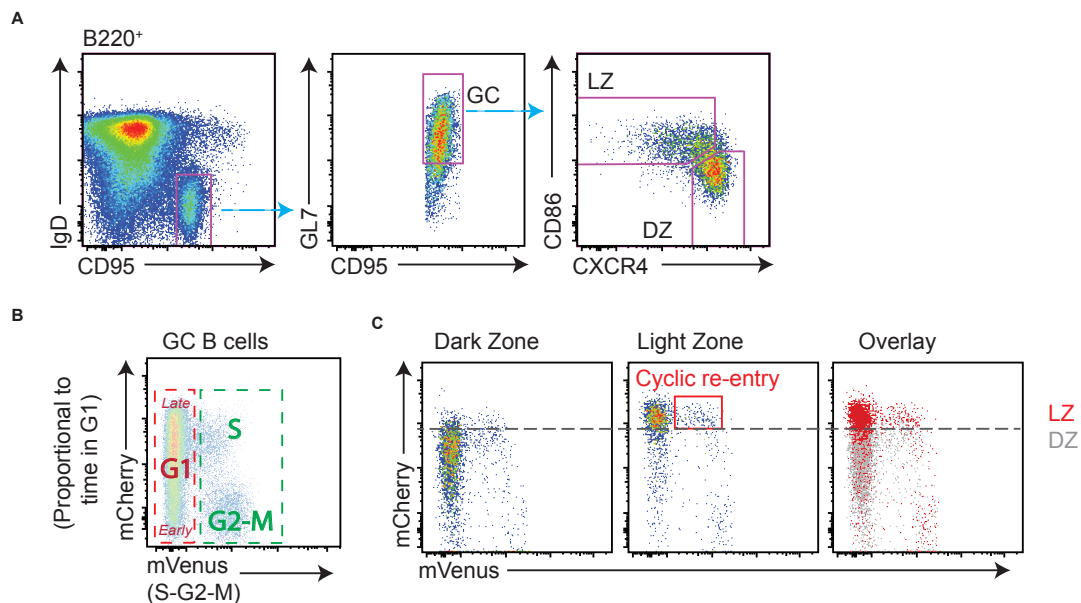 A
B220⁺
IgD
CD95
GL7
GC
CD95
LZ
DZ
CD86
CXCR4
B
GC B cells
(Proportional to
time in G1)
mCherry
Late
G1
Early
S
G2-M
mVenus
(S-G2-M)
C
Dark Zone
Light Zone
Overlay
Cyclic re-entry
LZ
DZ
mCherry
mVenus